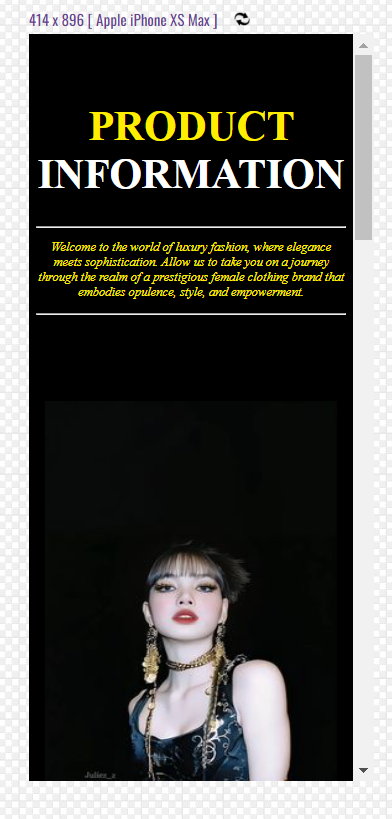 414 x 896 [ Apple iPhone XS Max ]
PRODUCT
INFORMATION
Welcome to the world of luxury fashion, where elegance
meets sophistication. Allow us to take you on a journey
through the realm of a prestigious female clothing brand that
embodies opulence, style, and empowerment.
Juliez_z